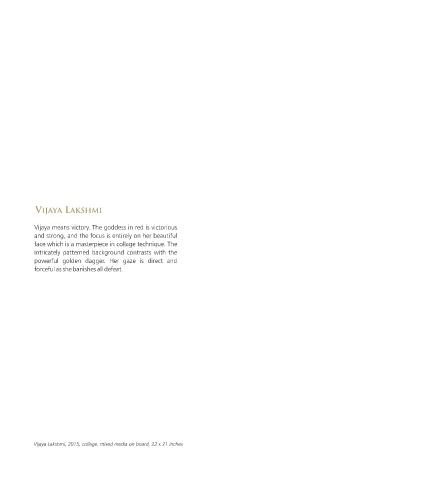 Vijaya Lakshmi
Vijaya means victory. The goddess in red is victorious
and strong, and the focus is entirely on her beautiful
face which is a masterpiece in collage technique. The
intricately patterned background contrasts with the
powerful golden dagger. Her gaze is direct and
forceful as she banishes all defeat.
Vijaya Lakshmi, 2015, collage, mixed media on board, 22 x 21 inches